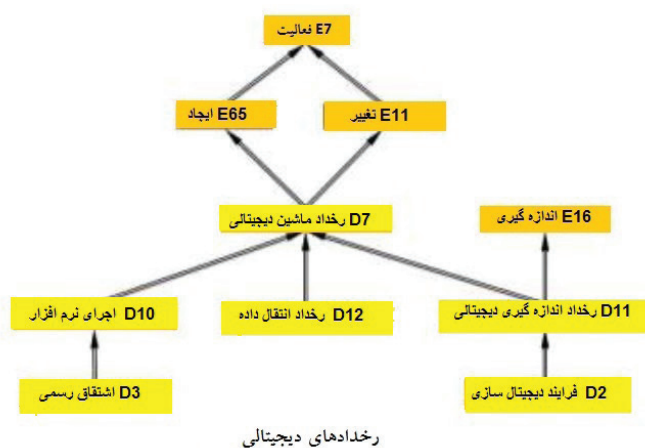 E7 فعالیت
E65 ایجاد
E11 تغییر
D7 رخداد ماشین دیجیتالی
E16 اندازه گیری
D10 اجرای نرم افزار
D12 رخداد انتقال داده
D11 رخداد اندازه گیری دیجیتالی
D3 اشتقاق رسمی
D2 فرایند دیجیتال سازی
رخدادهای دیجیتالی